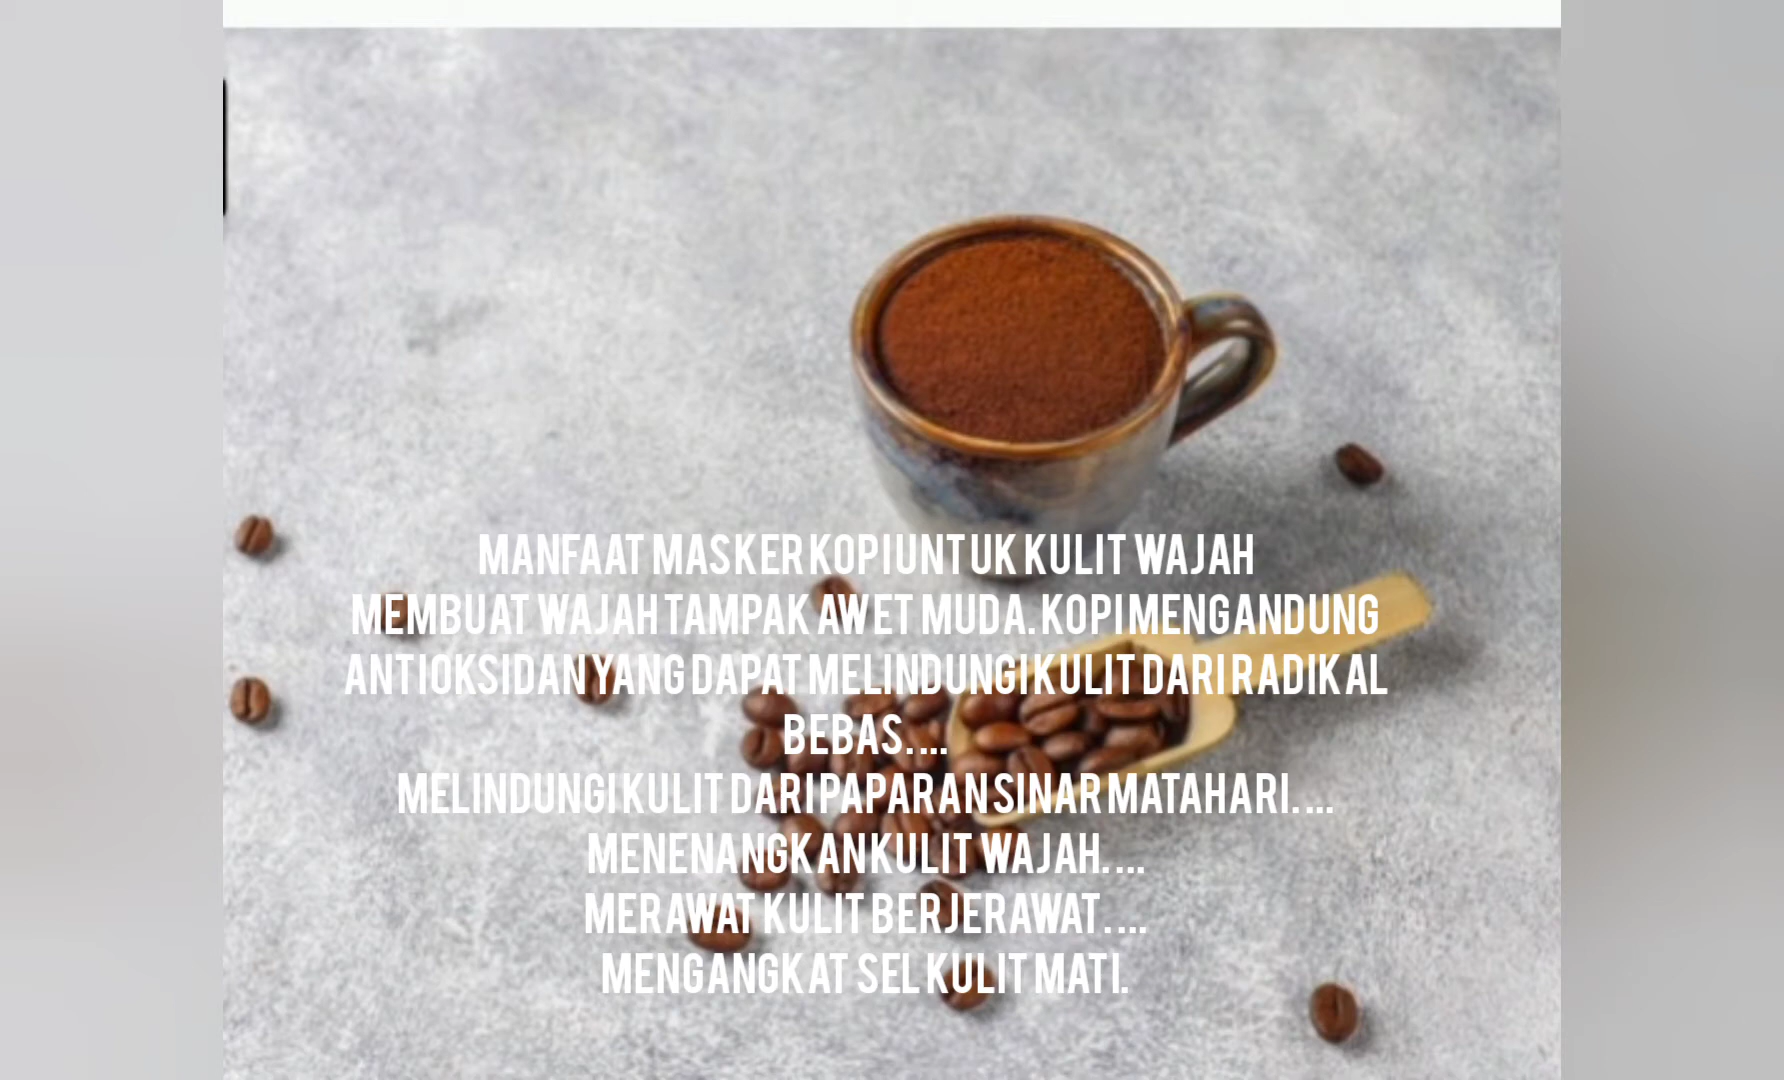 MANFAAT MASKER KOPI UNTUK KULIT WAJAH
MEMBUAT WAJAH TAMPAK AWET MUDA. KOPI MENGANDUNG
ANTIOKSIDAN YANG DAPAT MELINDUNGI KULIT DARI RADIKAL
BEBAS. ...
MELINDUNGI KULIT DARI PAPARAN SINAR MATAHARI. ...
MENENANGKAN KULIT WAJAH. ...
MERAWAT KULIT BERJERAWAT. ...
MENGANGKAT SEL KULIT MATI.